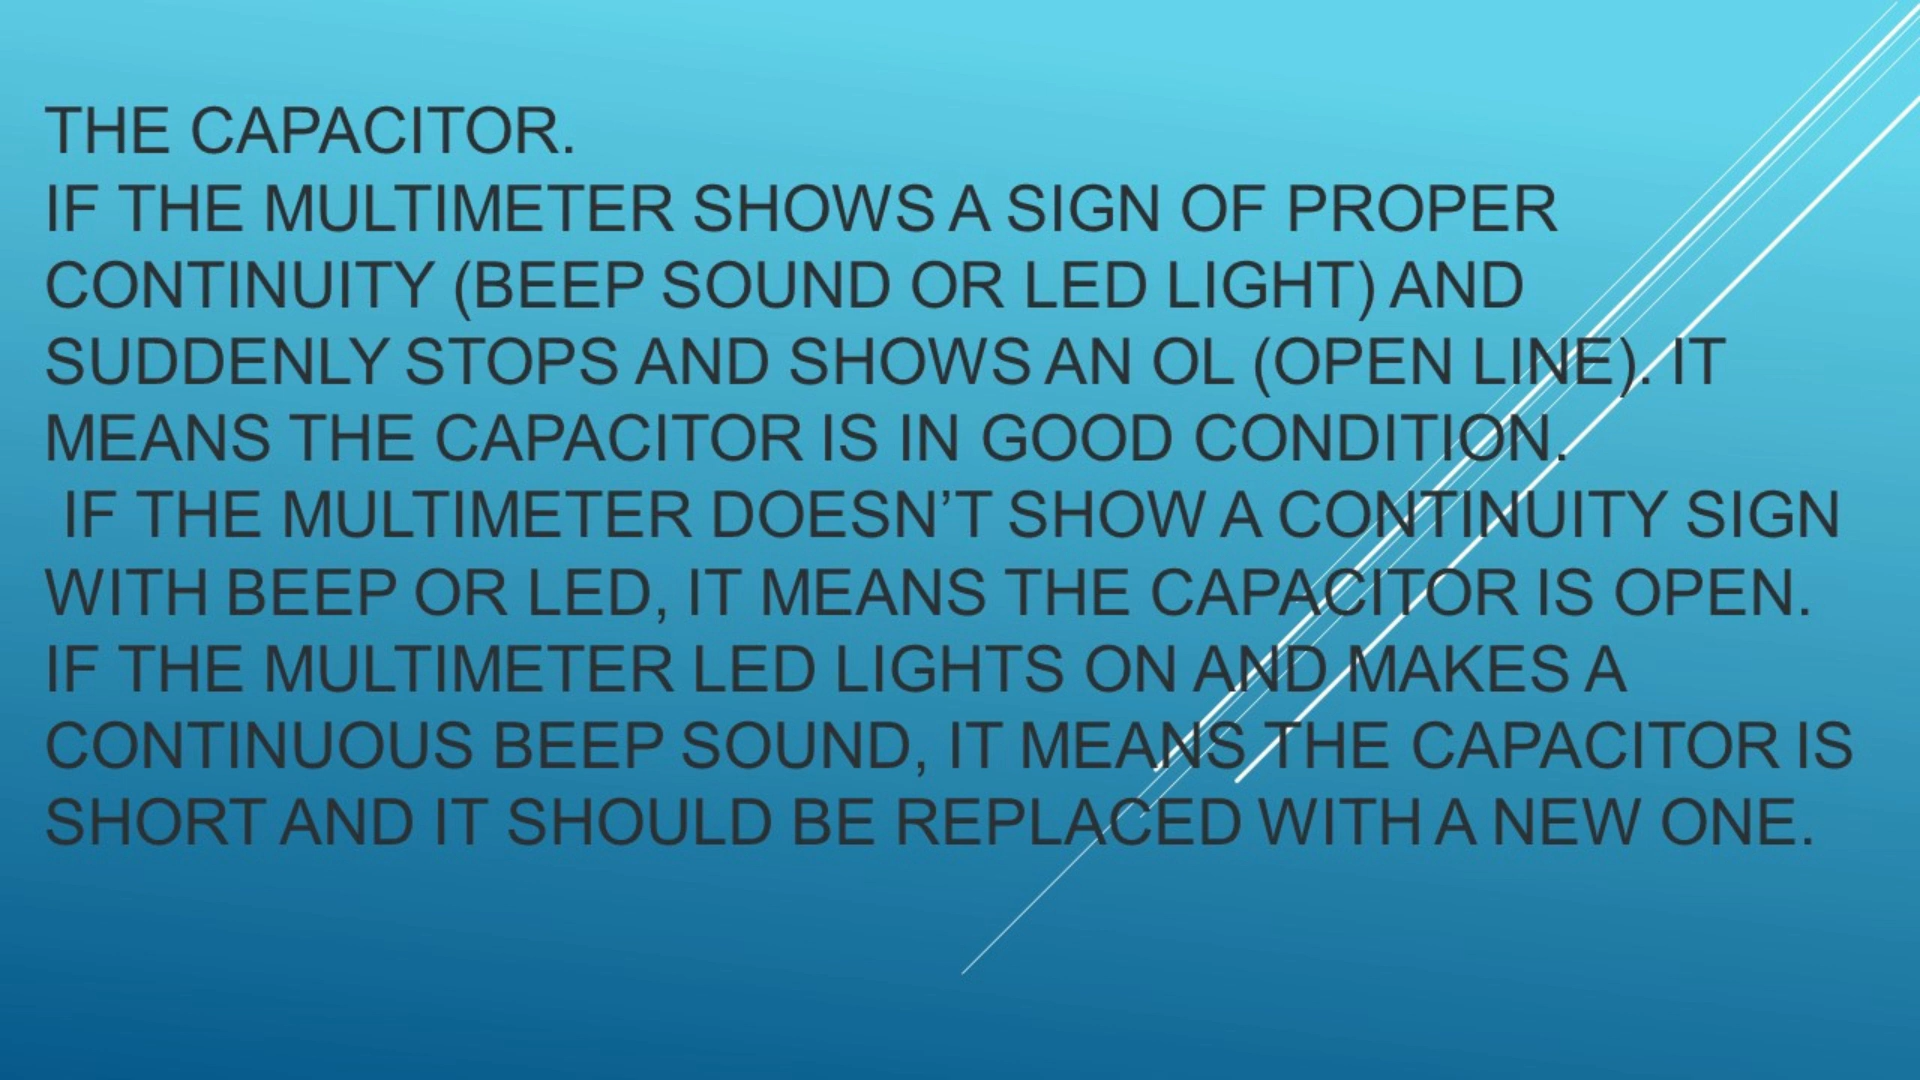 THE CAPACITOR.
IF THE MULTIMETER SHOWS A SIGN OF PROPER
CONTINUITY (BEEP SOUND OR LED LIGHT) AND
SUDDENLY STOPS AND SHOWS AN OL (OPEN LINE). IT
MEANS THE CAPACITOR IS IN GOOD CONDITION.
IF THE MULTIMETER DOESN’T SHOW A CONTINUITY SIGN
WITH BEEP OR LED, IT MEANS THE CAPACITOR IS OPEN.
IF THE MULTIMETER LED LIGHTS ON AND MAKES A
CONTINUOUS BEEP SOUND, IT MEANS THE CAPACITOR IS
SHORT AND IT SHOULD BE REPLACED WITH A NEW ONE.